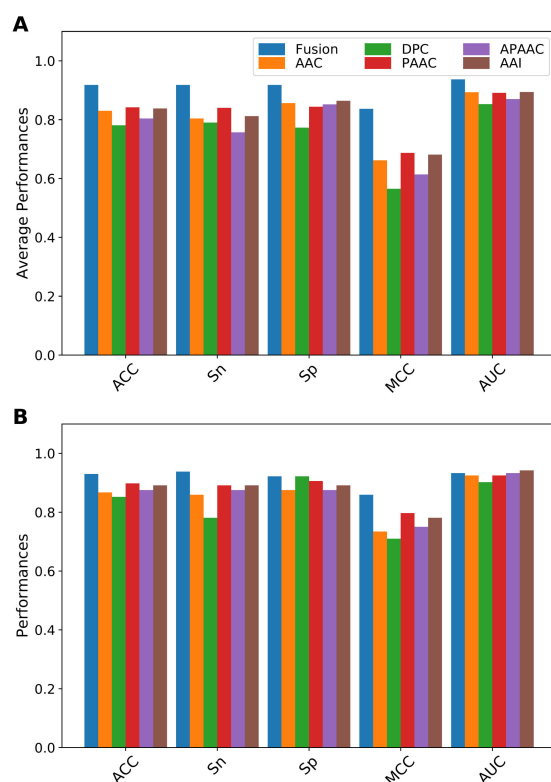 A
Fusion DPC APAAC
AAC PAAC AAI
Average Performances
1.0
0.8
0.6
0.4
0.2
0.0
ACC Sn Sp MCC AUC
B
Performances
1.0
0.8
0.6
0.4
0.2
0.0
ACC Sn Sp MCC AUC